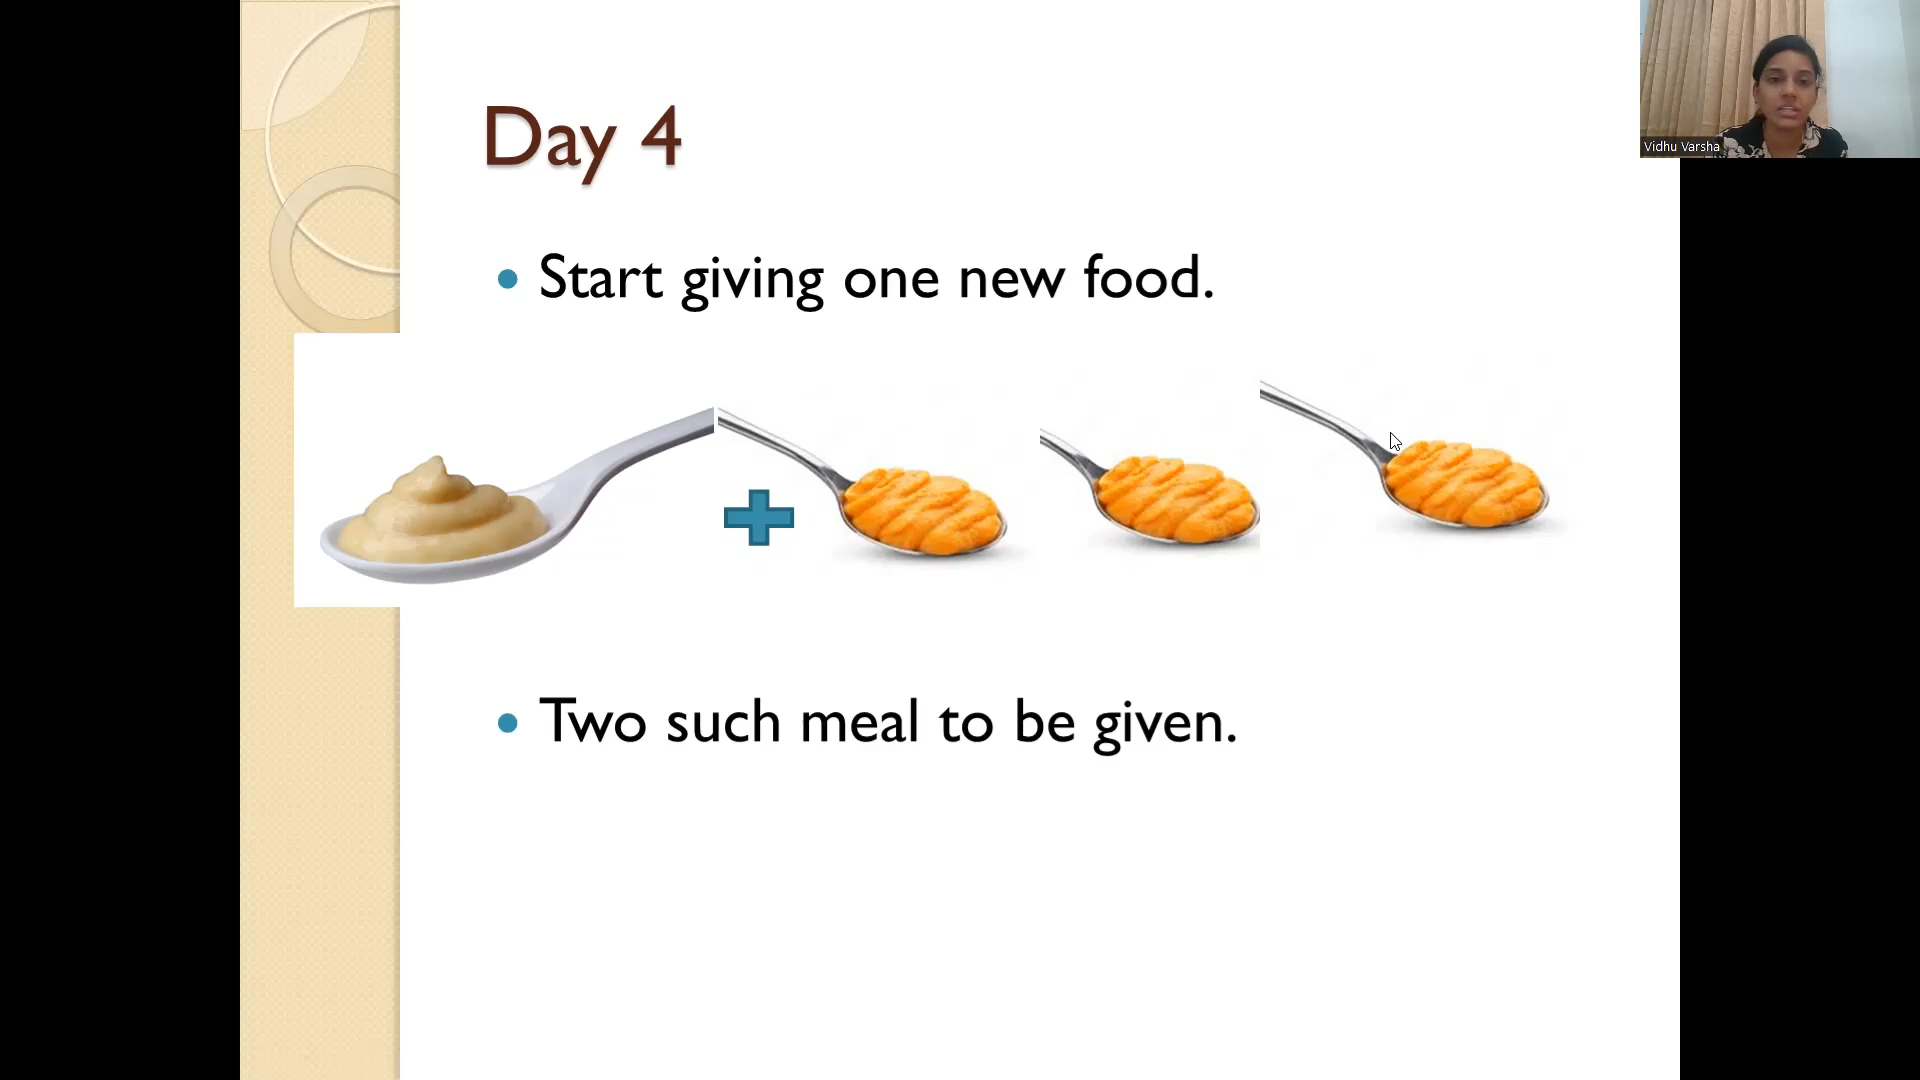 Day 4
Start giving one new food.
Two such meal to be given.
Vidhu Varsha